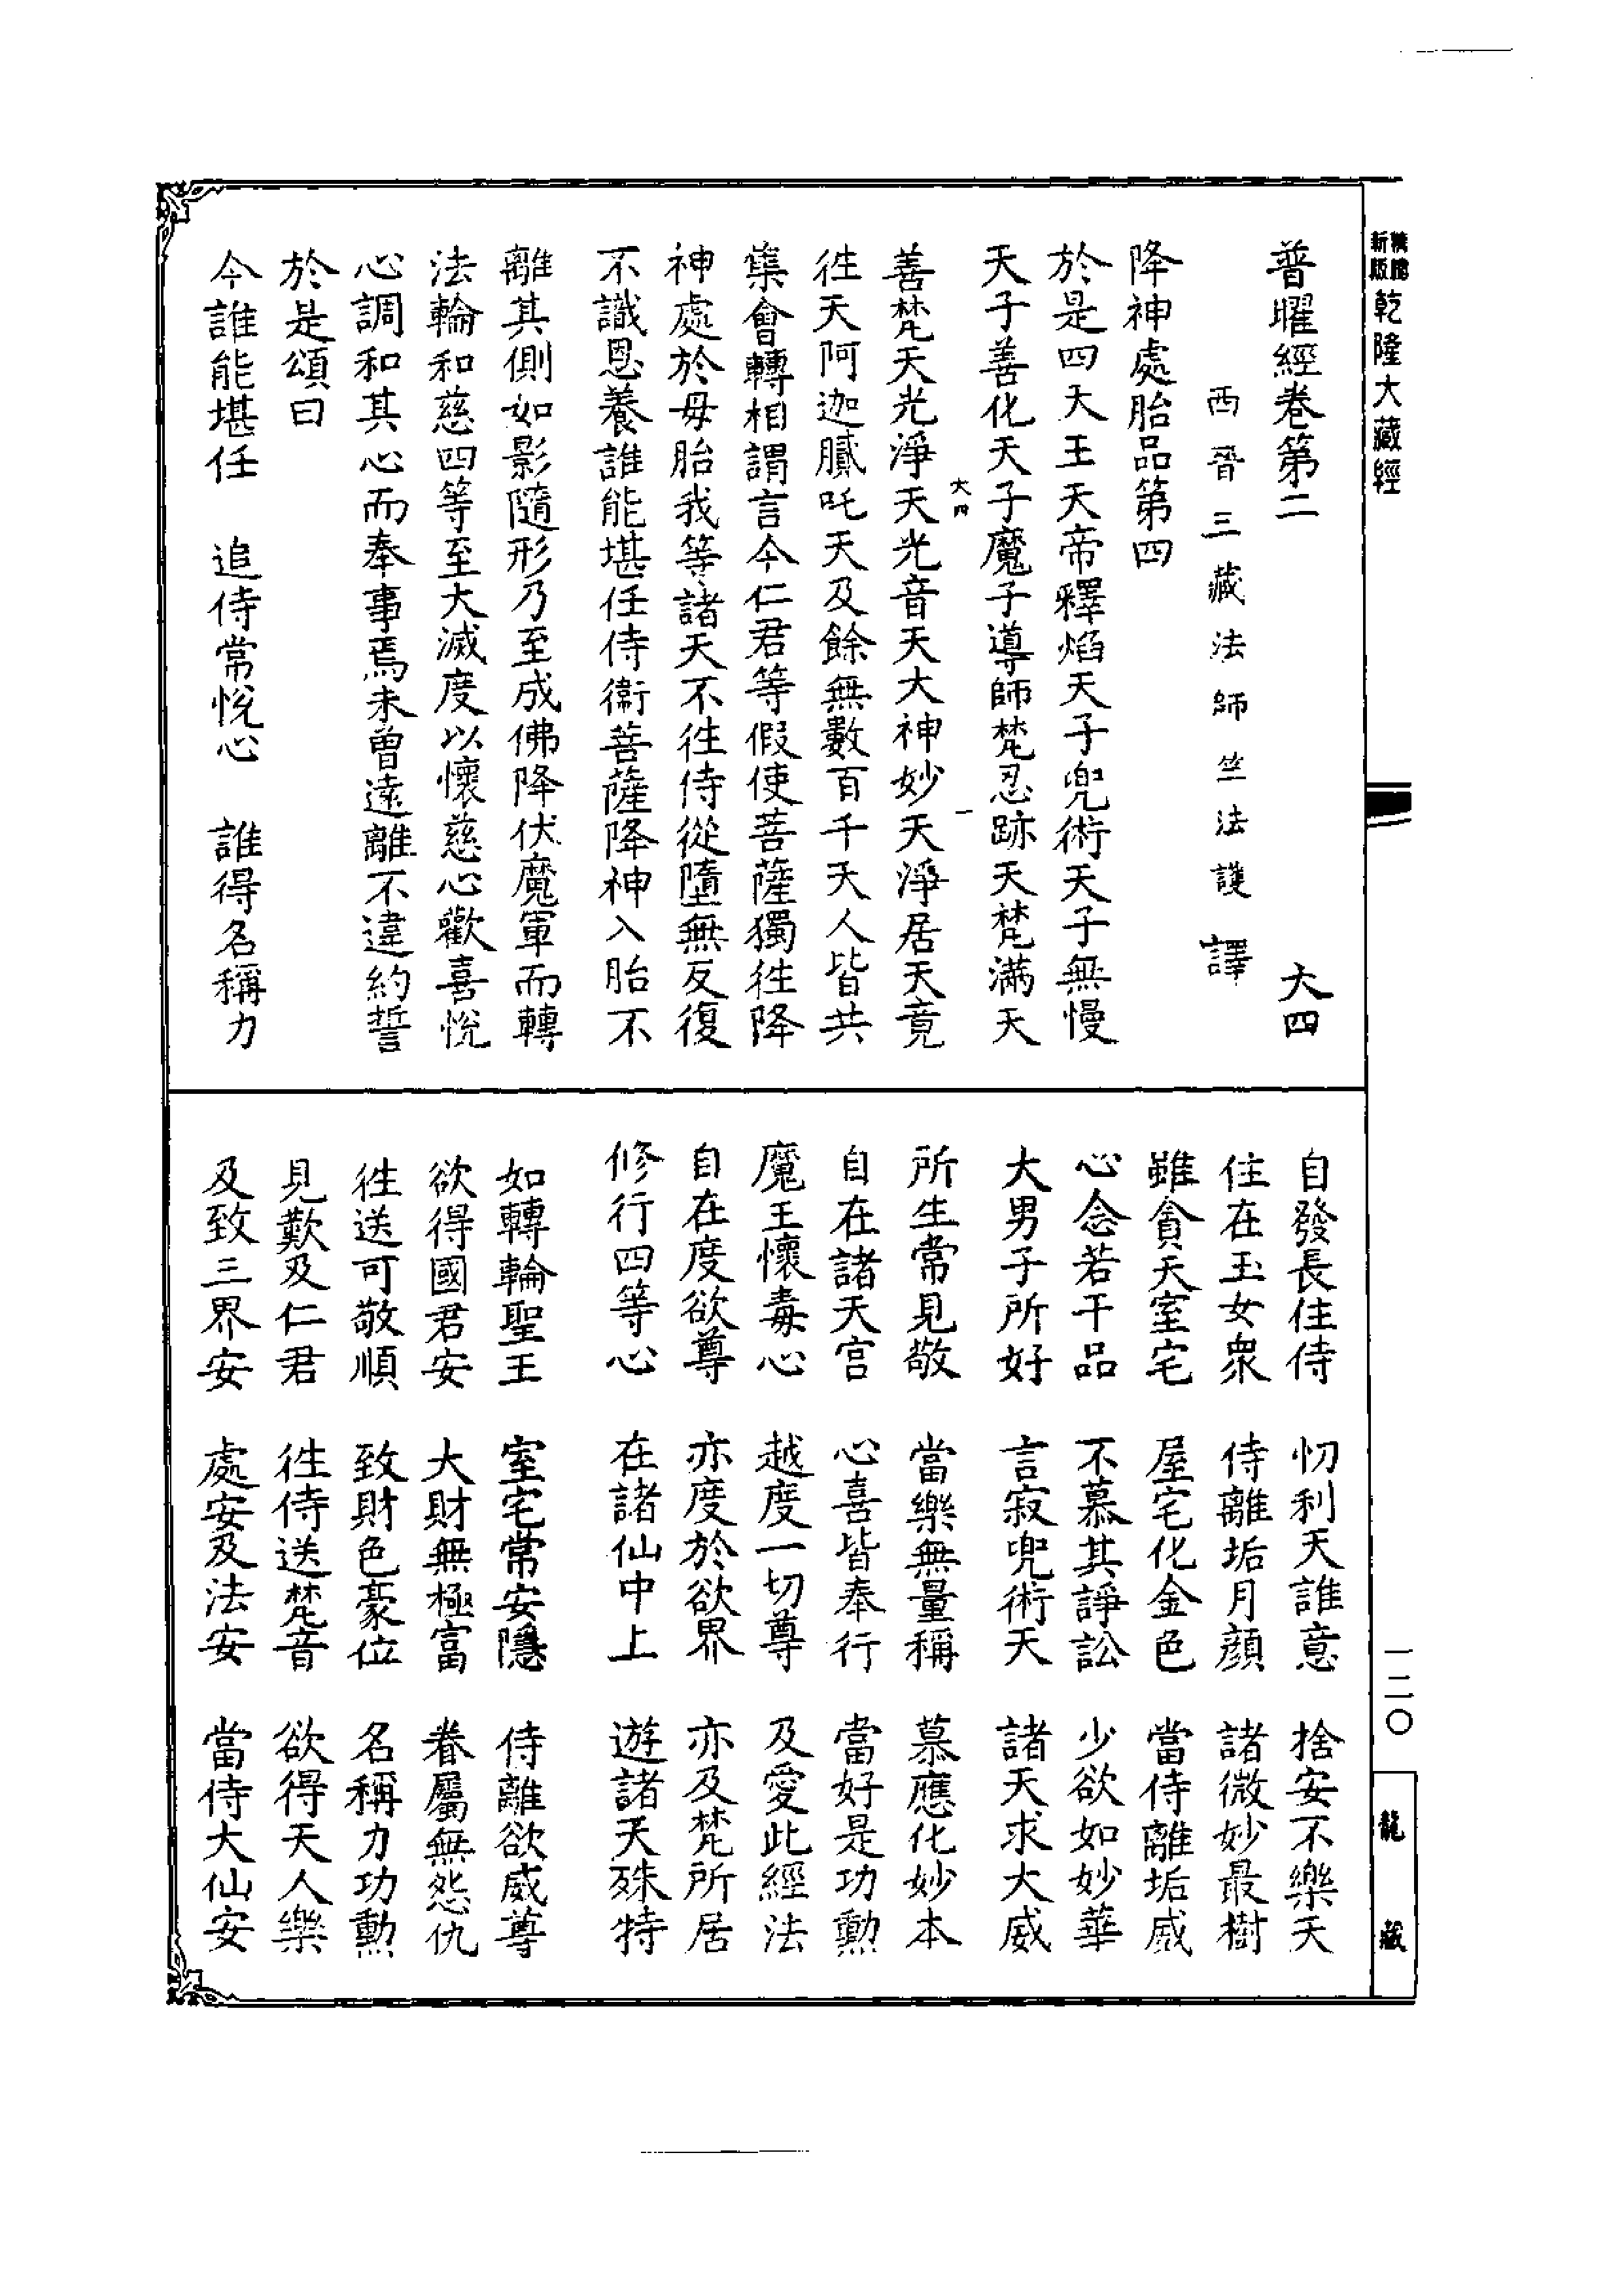 普曜經卷第二 大四
西晉三藏法師竺法護 譯
降神處胎品第四
於是四大王天帝釋焰天子兜術天子無慢
天子善化天子魔子導師梵忍跡天梵滿天
大四 一
善梵天光淨天光音天大神妙天淨居天竟
徃天阿迦膩吒天及餘無數百千天人皆共
集會轉相謂言今仁君等假使菩薩獨徃降
神處於母胎我等諸天不徃侍從墮無反復
不識恩養誰能堪任侍衞菩薩降神入胎不
離其側如影隨形乃至成佛降伏魔軍而轉
法輪和慈四等至大滅度以懷慈心歡喜悅
心調和其心而奉事焉未曾遠離不違約誓
於是頌曰
今誰能堪任 追侍常悅心 誰得名稱力
自發長住侍 忉利天誰意 捨安不樂天
住在玉女眾 侍離垢月顏 諸微妙最樹
雖貪天室宅 屋宅化金色 當侍離垢威
心念若干品 不慕其諍訟 少欲如妙華
大男子所好 言寂兜術天 諸天求大威
所生常見敬 當樂無量稱 慕應化妙本
自在諸天宮 心喜皆奉行 當好是功勳
魔王懷毒心 越度一切尊 及愛此經法
自在度欲尊 亦度於欲界 亦及梵所居
修行四等心 在諸仙中上 遊諸天殊特
如轉輪聖王 室宅常安隱 侍離欲威尊
欲得國君安 大財無極富 眷屬無怨仇
徃送可敬順 致財色豪位 名稱力功勳
見歎及仁君 徃侍送梵音 欲得天人樂
及致三界安 處安及法安 當侍大仙安
新版 乾隆大藏經
一二〇
龍藏